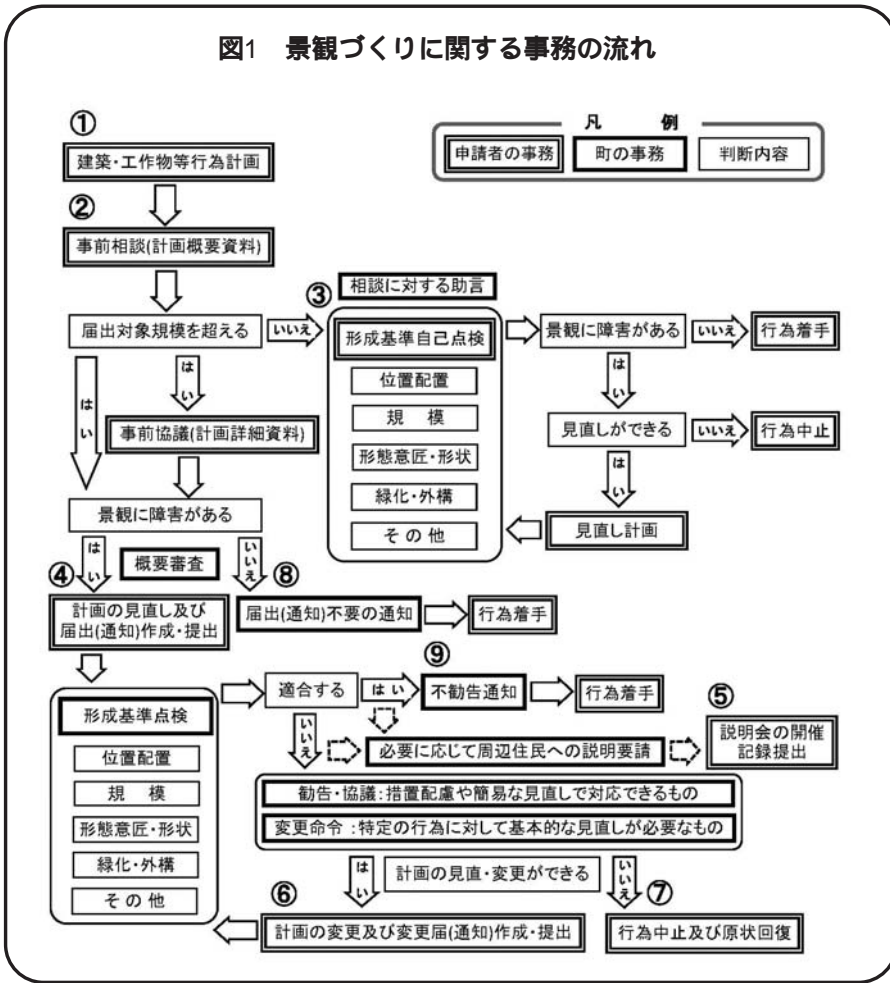 図1 景観づくりに関する事務の流れ
凡 例
申請者の事務
町の事務
判断内容
①
建築・工作物等行為計画
②
事前相談(計画概要資料)
届出対象規模を超える
いいえ
はい
はい
事前協議(計画詳細資料)
景観に障害がある
③
相談に対する助言
形成基準自己点検
位置配置
規 模
形態意匠・形状
緑化・外構
その他
景観に障害がある
いいえ
行為着手
はい
見直しができる
いいえ
行為中止
はい
見直し計画
はい
概要審査
いいえ
④
計画の見直し及び
届出(通知)作成・提出
⑧
届出(通知)不要の通知
行為着手
形成基準点検
位置配置
規 模
形態意匠・形状
緑化・外構
その他
適合する
はい
⑨
不勧告通知
行為着手
いいえ
必要に応じて周辺住民への説明要請
⑤
説明会の開催
記録提出
勧告・協議:措置配慮や簡易な見直しで対応できるもの
変更命令:特定の行為に対して基本的な見直しが必要なもの
はい
計画の見直・変更ができる
いいえ
⑥
計画の変更及び変更届(通知)作成・提出
⑦
行為中止及び原状回復